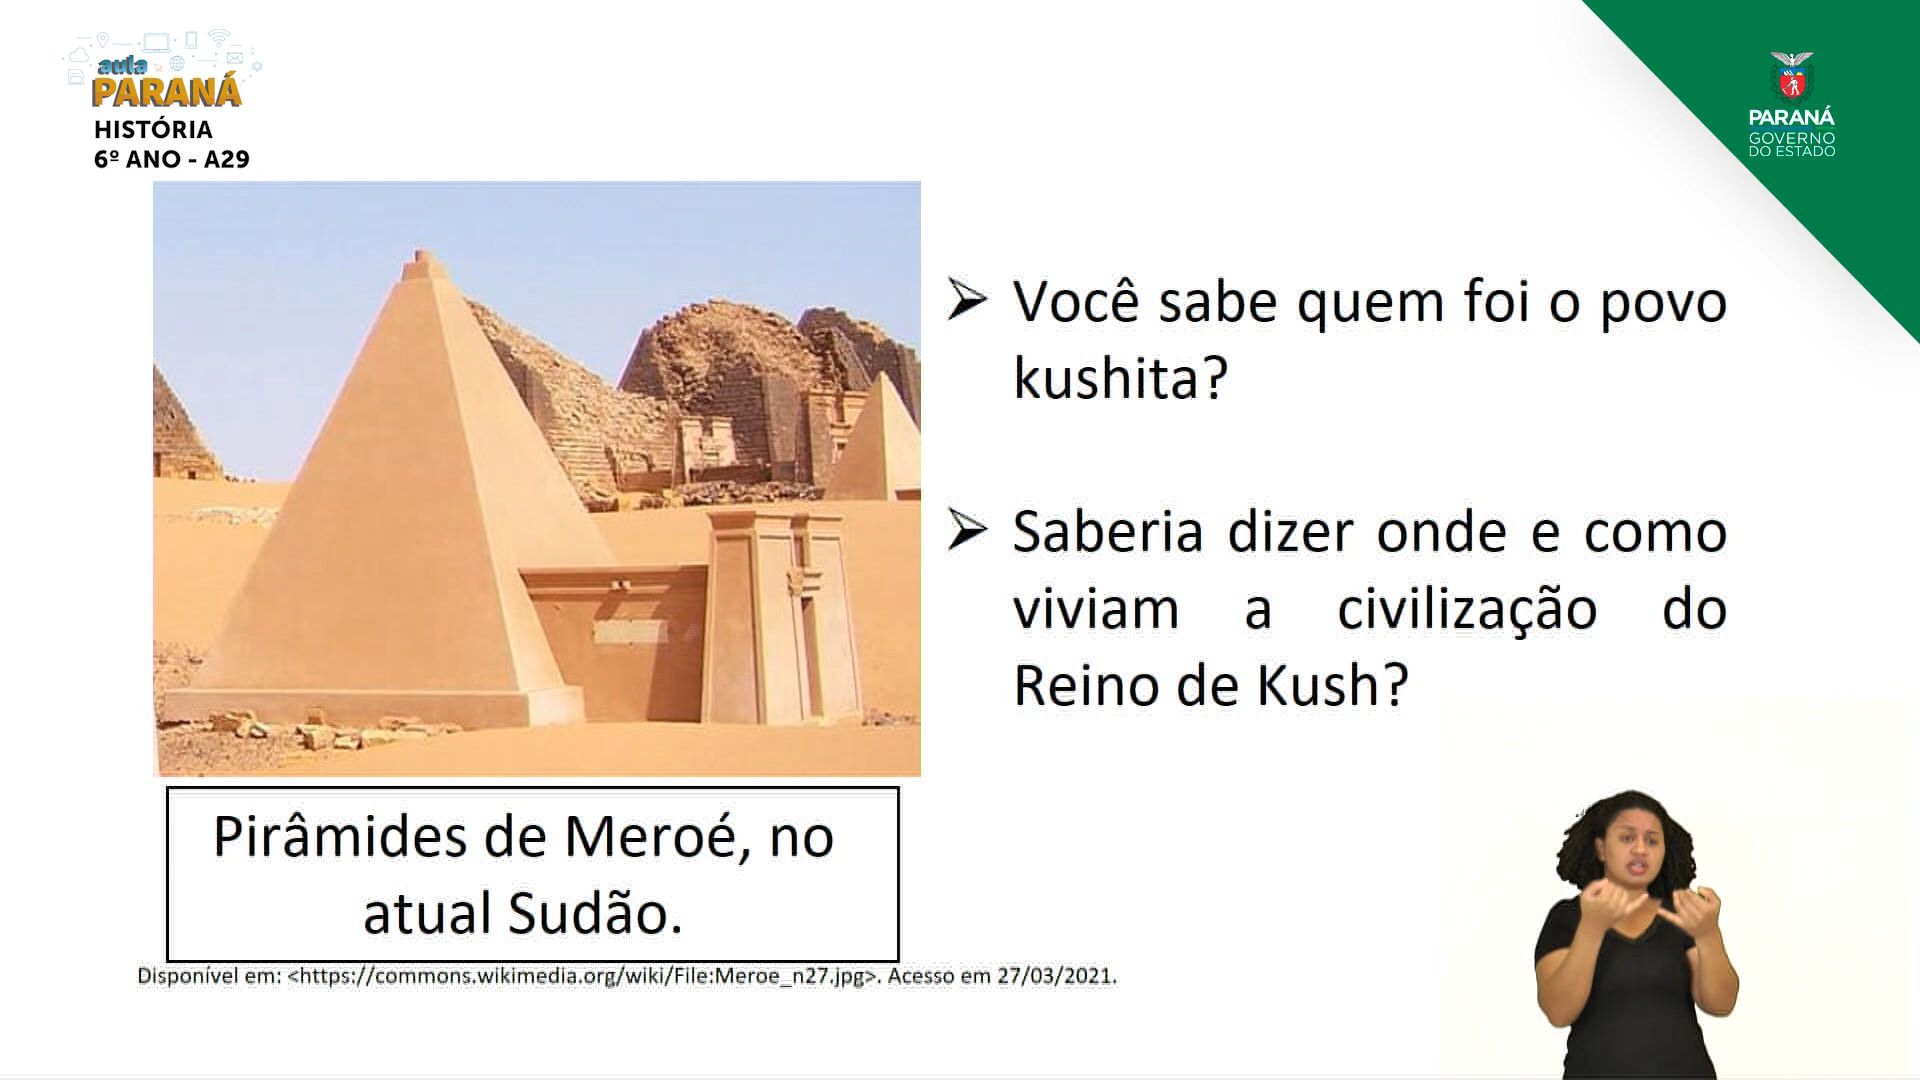 aula
PARANÁ
HISTÓRIA
6º ANO - A29
PARANÁ
GOVERNO
DO ESTADO
➢ Você sabe quem foi o povo
kushita?
➢ Saberia dizer onde e como
viviam a civilização do
Reino de Kush?
Pirâmides de Meroé, no
atual Sudão.
Disponível em: <https://commons.wikimedia.org/wiki/File:Meroe_n27.jpg>. Acesso em 27/03/2021.